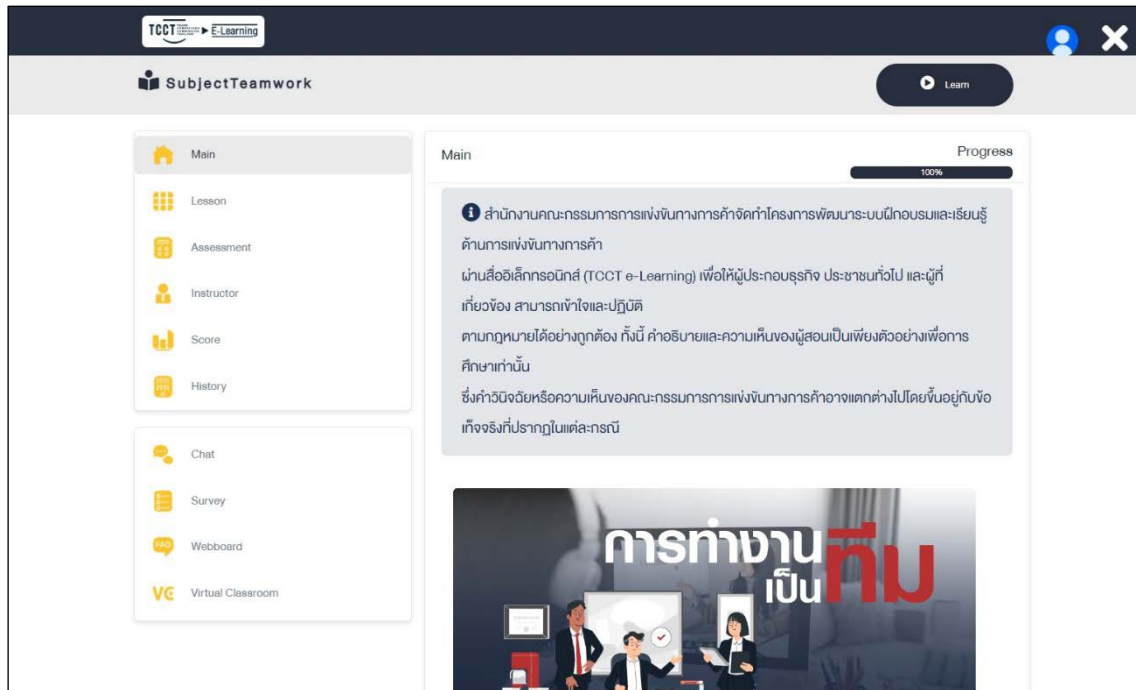 TCCT E-Learning
SubjectTeamwork
Learn
Main
Lesson
Assessment
Instructor
Score
History
Chat
Survey
FAQ
Webboard
VC
Virtual Classroom
Main
Progress
100%
สำนักงานคณะกรรมการการแข่งขันทางการค้าจัดทำโครงการพัฒนาระบบฝึกอบรมและเรียนรู้
ด้านการแข่งขันทางการค้า
ผ่านสื่ออิเล็กทรอนิกส์ (TCCT e-Learning) เพื่อให้ผู้ประกอบธุรกิจ ประชาชนทั่วไป และผู้ที่
เกี่ยวข้อง สามารถเข้าใจและปฏิบัติ
ตามกฎหมายได้อย่างถูกต้อง ทั้งนี้ คำอธิบายและความเห็นของผู้สอนเป็นเพียงตัวอย่างเพื่อการ
ศึกษาเท่านั้น
ซึ่งคำวินิจฉัยหรือความเห็นของคณะกรรมการการแข่งขันทางการค้าอาจแตกต่างไปโดยขึ้นอยู่กับข้อ
เท็จจริงที่ปรากฏในแต่ละกรณี
การทำงาน
เป็นทีม